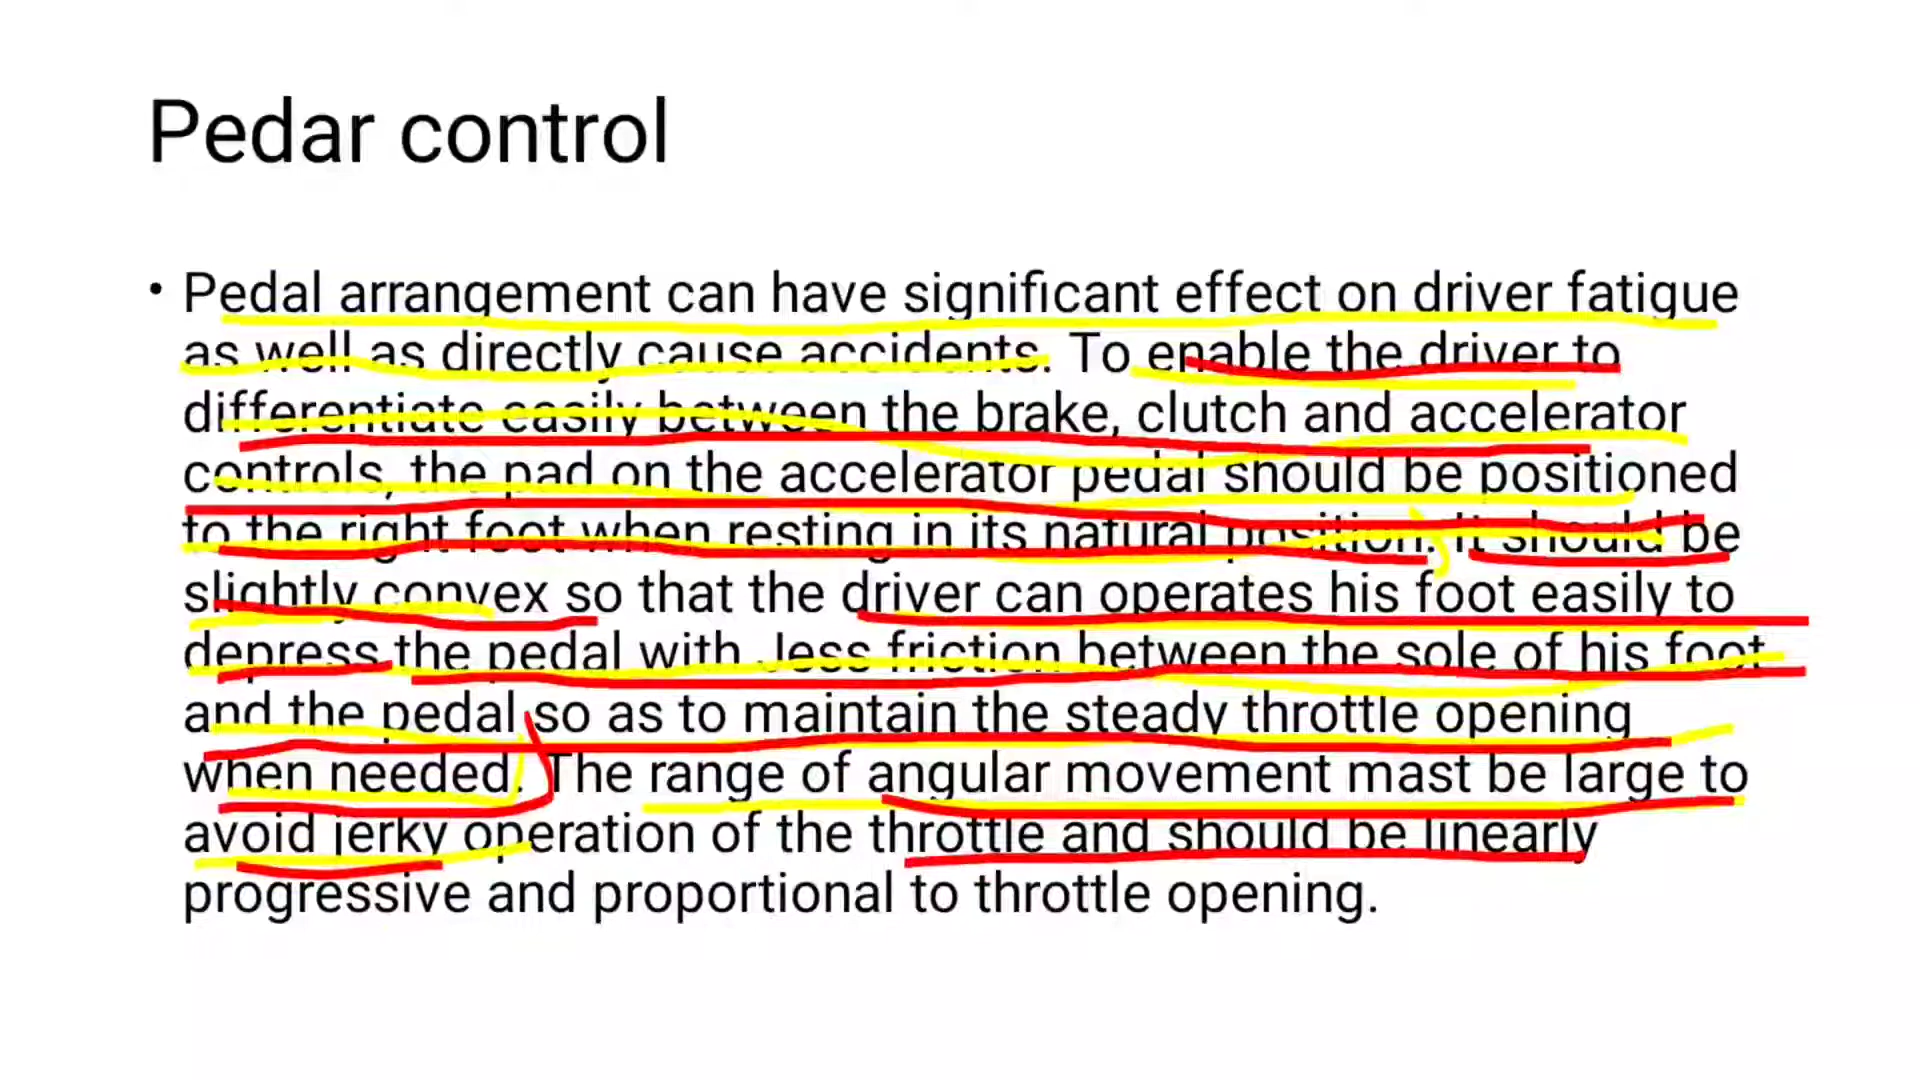 Pedar control
• Pedal arrangement can have significant effect on driver fatigue
as well as directly cause accidents. To enable the driver to
differentiate easily between the brake, clutch and accelerator
controls, the pad on the accelerator pedal should be positioned
to the right foot when resting in its natural position. It should be
slightly convex so that the driver can operates his foot easily to
depress the pedal with Jess friction between the sole of his foot
and the pedal so as to maintain the steady throttle opening
when needed. The range of angular movement mast be large to
avoid jerky operation of the throttle and should be linearly
progressive and proportional to throttle opening.